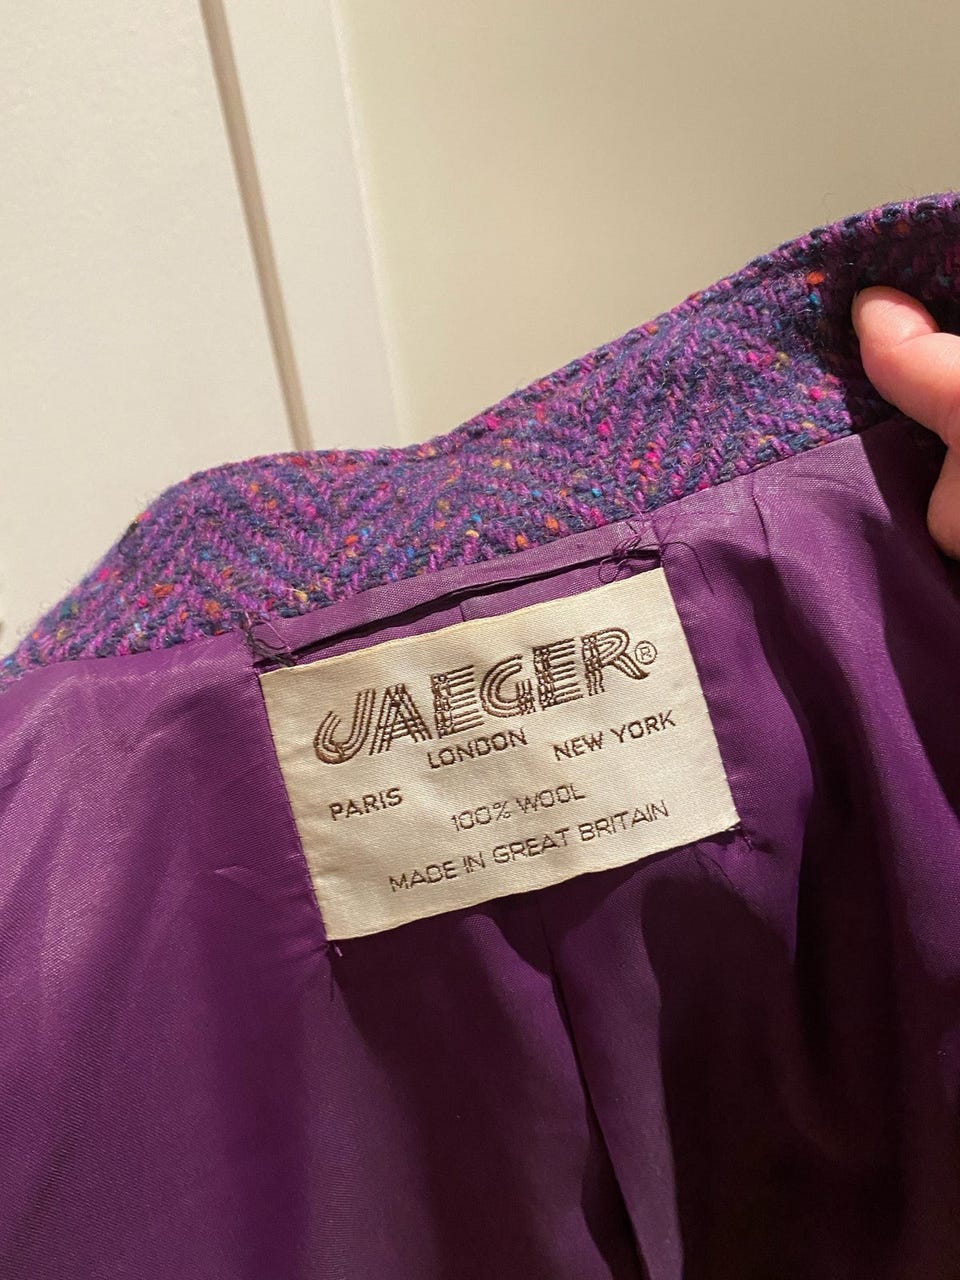 JAEGER®
PARIS LONDON NEW YORK
100% WOOL
MADE IN GREAT BRITAIN